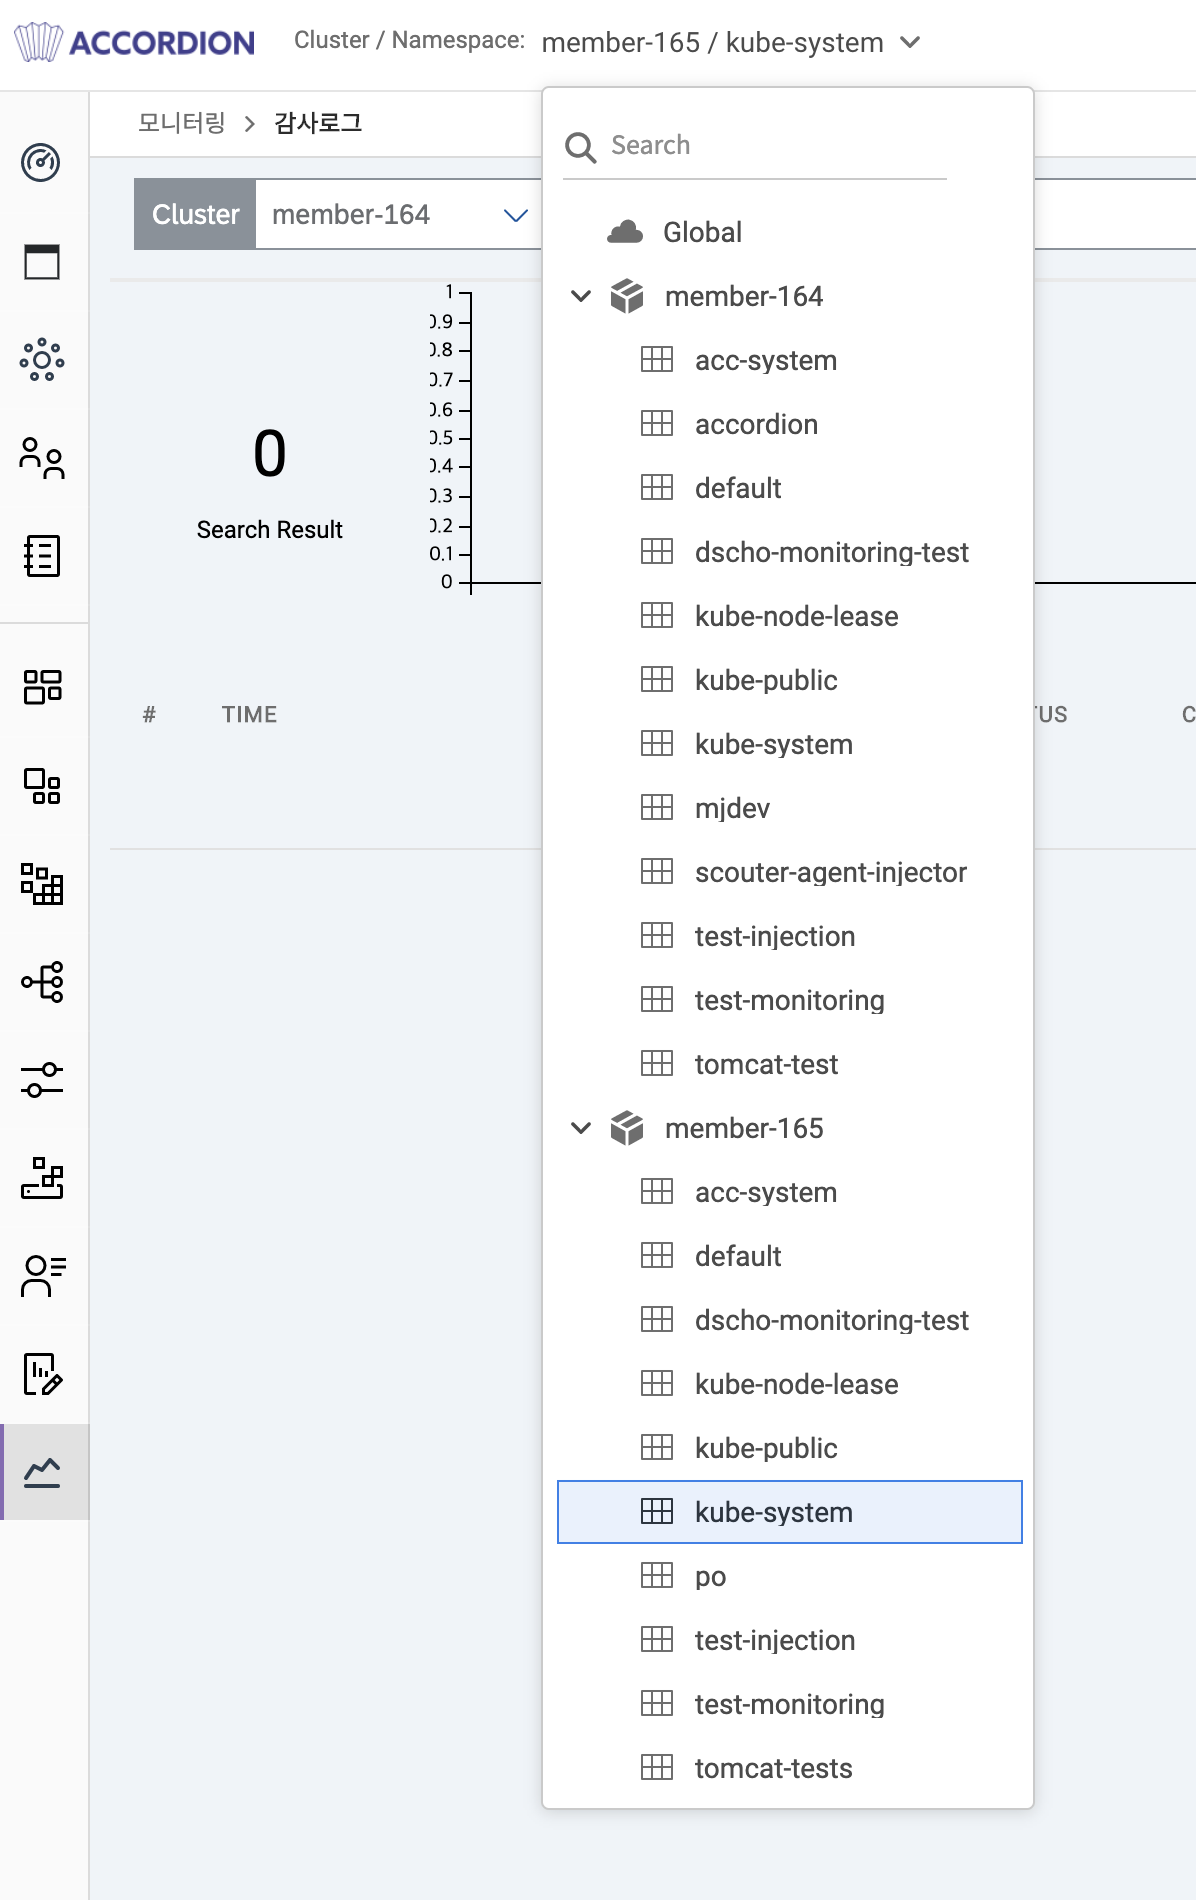 ACCORDION
Cluster / Namespace: member-165 / kube-system
모니터링 > 감사로그
Search
Cluster member-164
Global
member-164
acc-system
accordion
default
dscho-monitoring-test
kube-node-lease
kube-public
kube-system
mjdev
scouter-agent-injector
test-injection
test-monitoring
tomcat-test
member-165
acc-system
default
dscho-monitoring-test
kube-node-lease
kube-public
kube-system
po
test-injection
test-monitoring
tomcat-tests
0
Search Result
1
0.9
0.8
0.7
0.6
0.5
0.4
0.3
0.2
0.1
0
# TIME